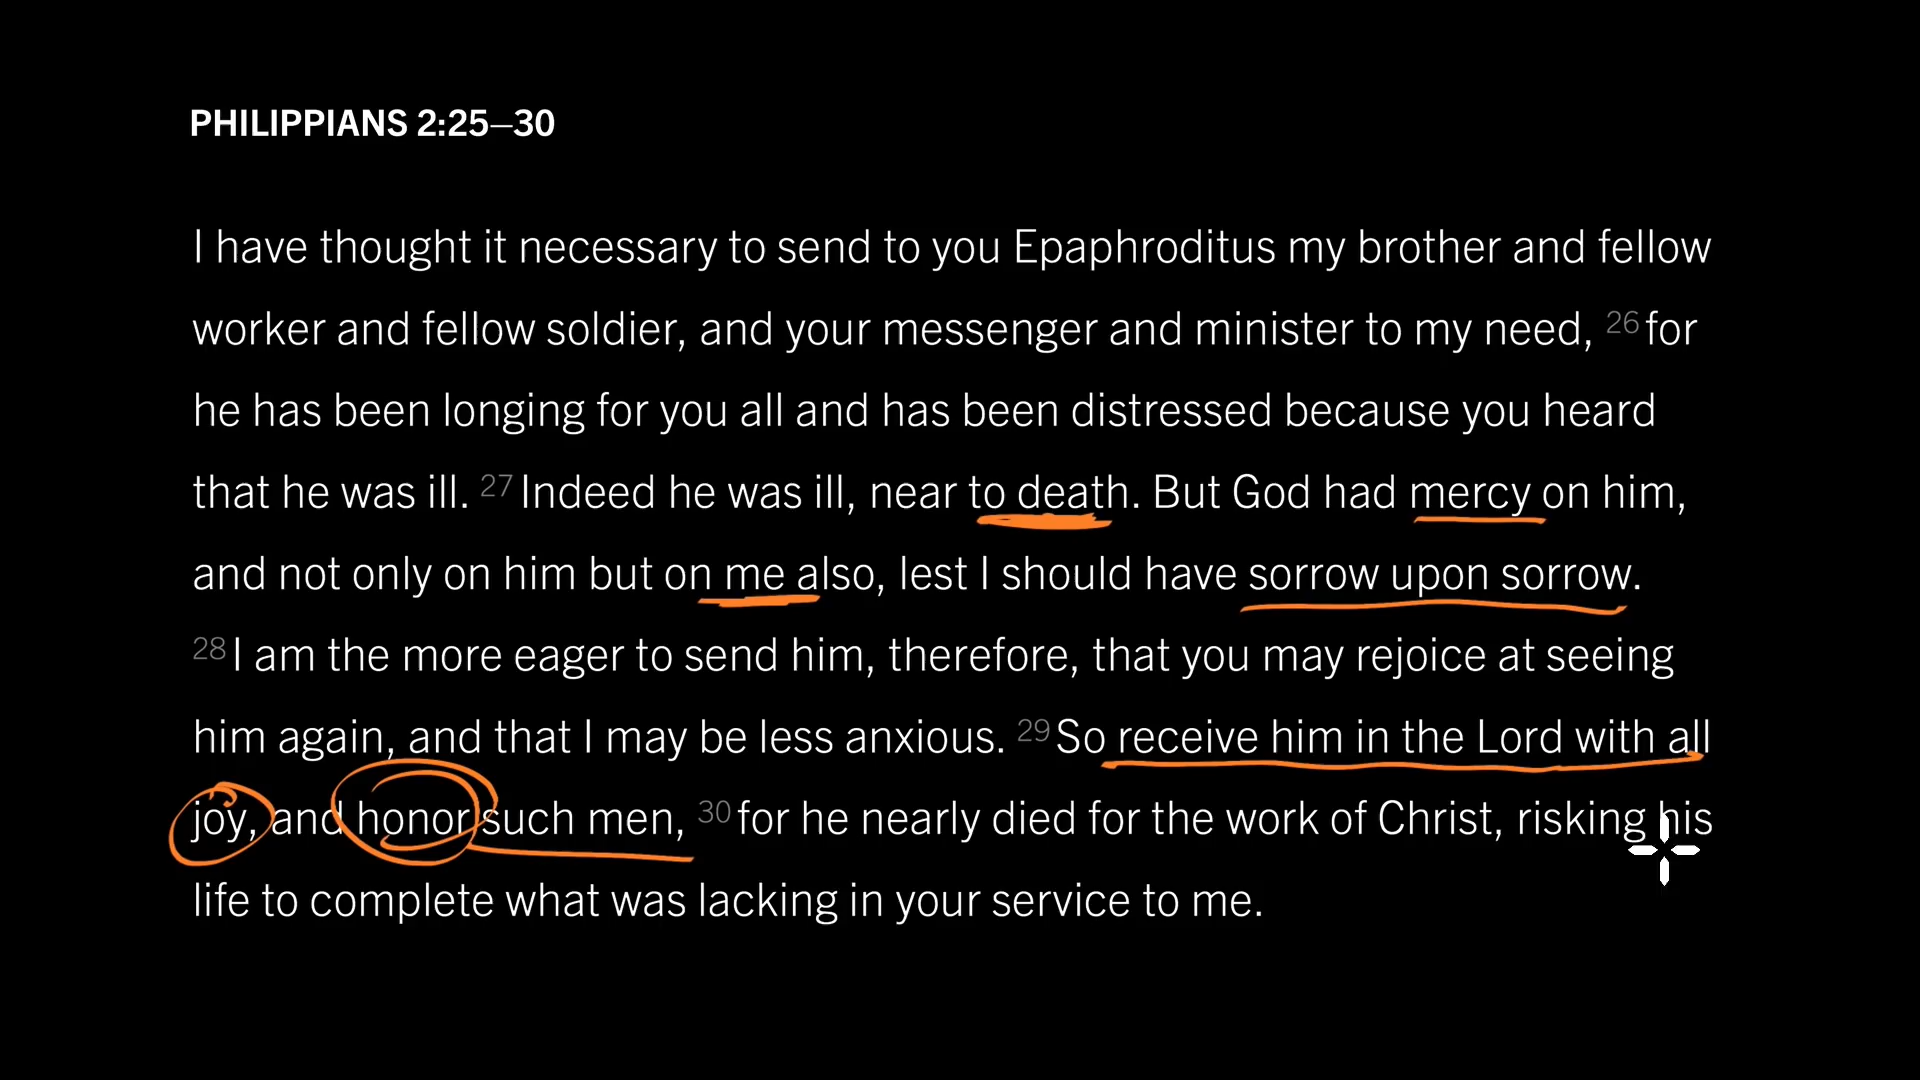 PHILIPPIANS 2:25–30
I have thought it necessary to send to you Epaphroditus my brother and fellow
worker and fellow soldier, and your messenger and minister to my need, 26 for
he has been longing for you all and has been distressed because you heard
that he was ill. 27 Indeed he was ill, near to death. But God had mercy on him,
and not only on him but on me also, lest I should have sorrow upon sorrow.
28 I am the more eager to send him, therefore, that you may rejoice at seeing
him again, and that I may be less anxious. 29 So receive him in the Lord with all
joy, and honor such men, 30 for he nearly died for the work of Christ, risking his
life to complete what was lacking in your service to me.